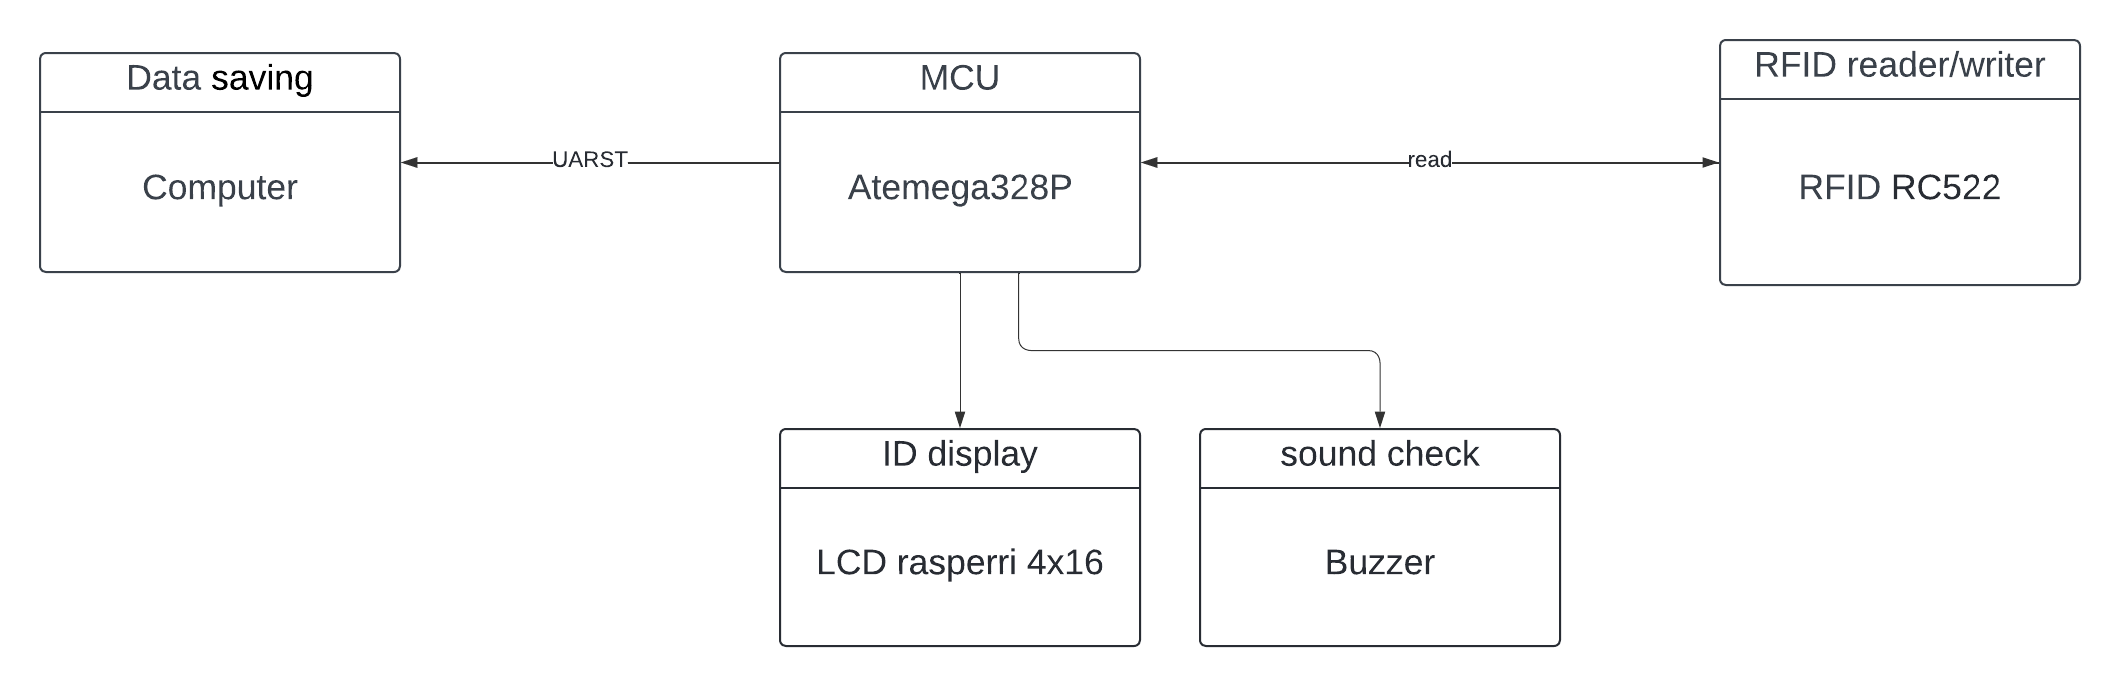 Data saving
Computer
UARST
MCU
Atemega328P
read
RFID reader/writer
RFID RC522
ID display
LCD rasperri 4x16
sound check
Buzzer